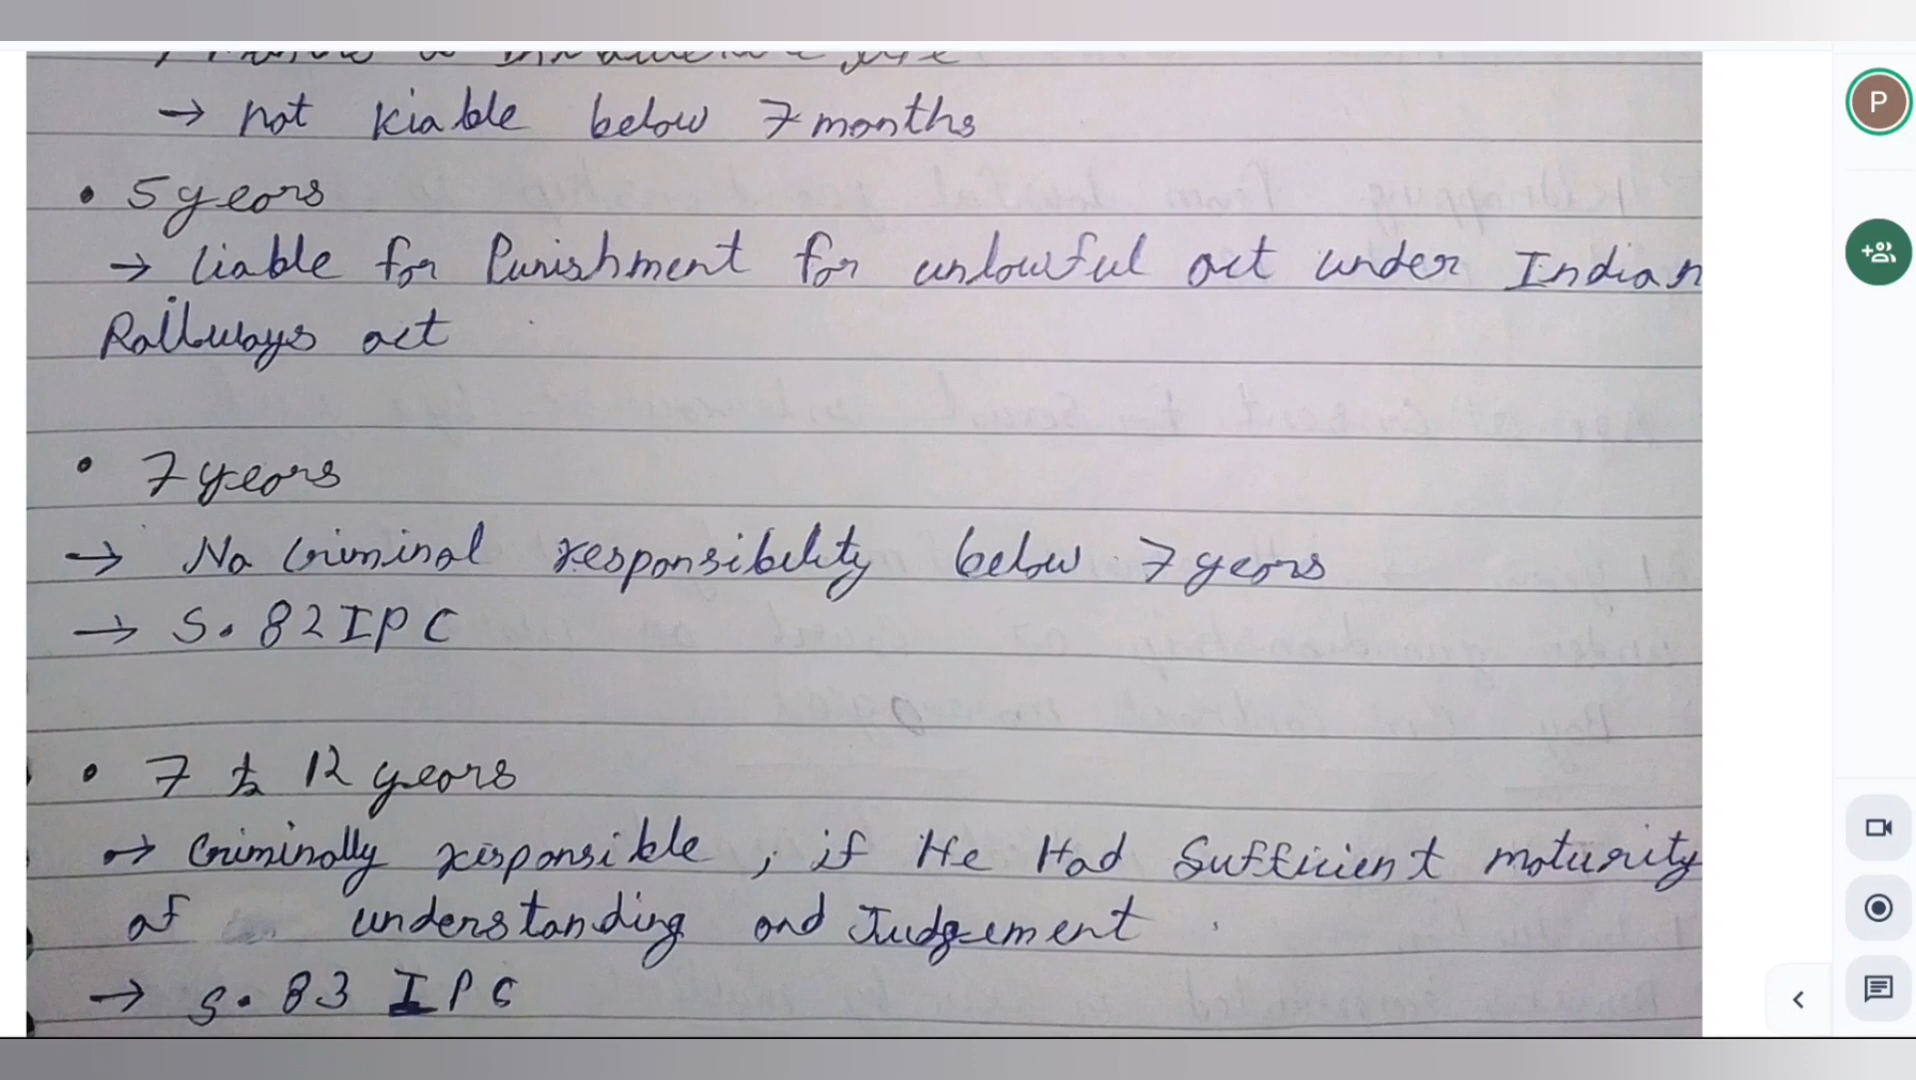 → not kiable below 7 months
• 5 years
→ liable for Punishment for unlawful act under Indian
Railways act
• 7 years
→ No Criminal responsibility below 7 years
→ S. 82 IPC
• 7 to 12 years
→ Criminally responsible, if He Had Sufficient maturity
of understanding and Judgement
→ S. 83 IPC
P